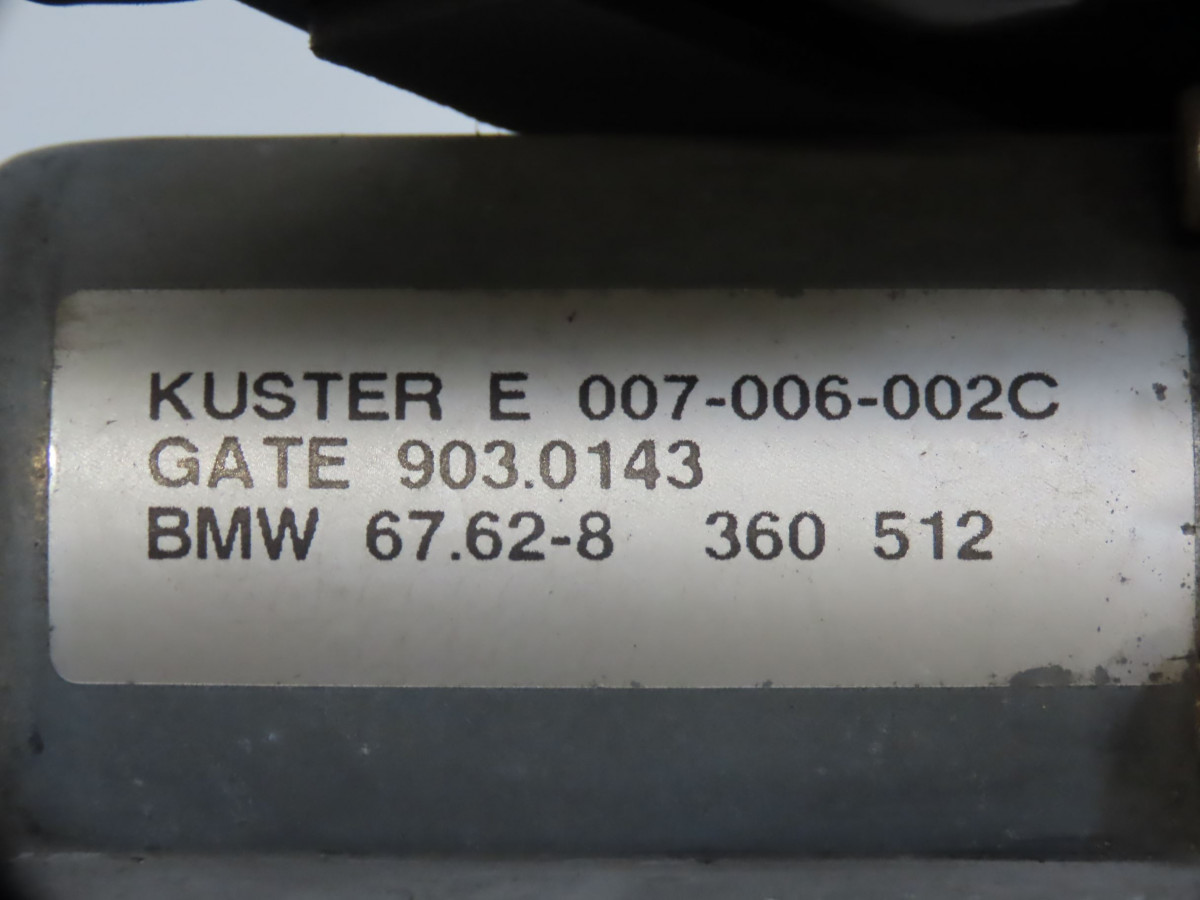 KUSTER E 007-006-002C
GATE 903.0143
BMW 67.62-8 360 512